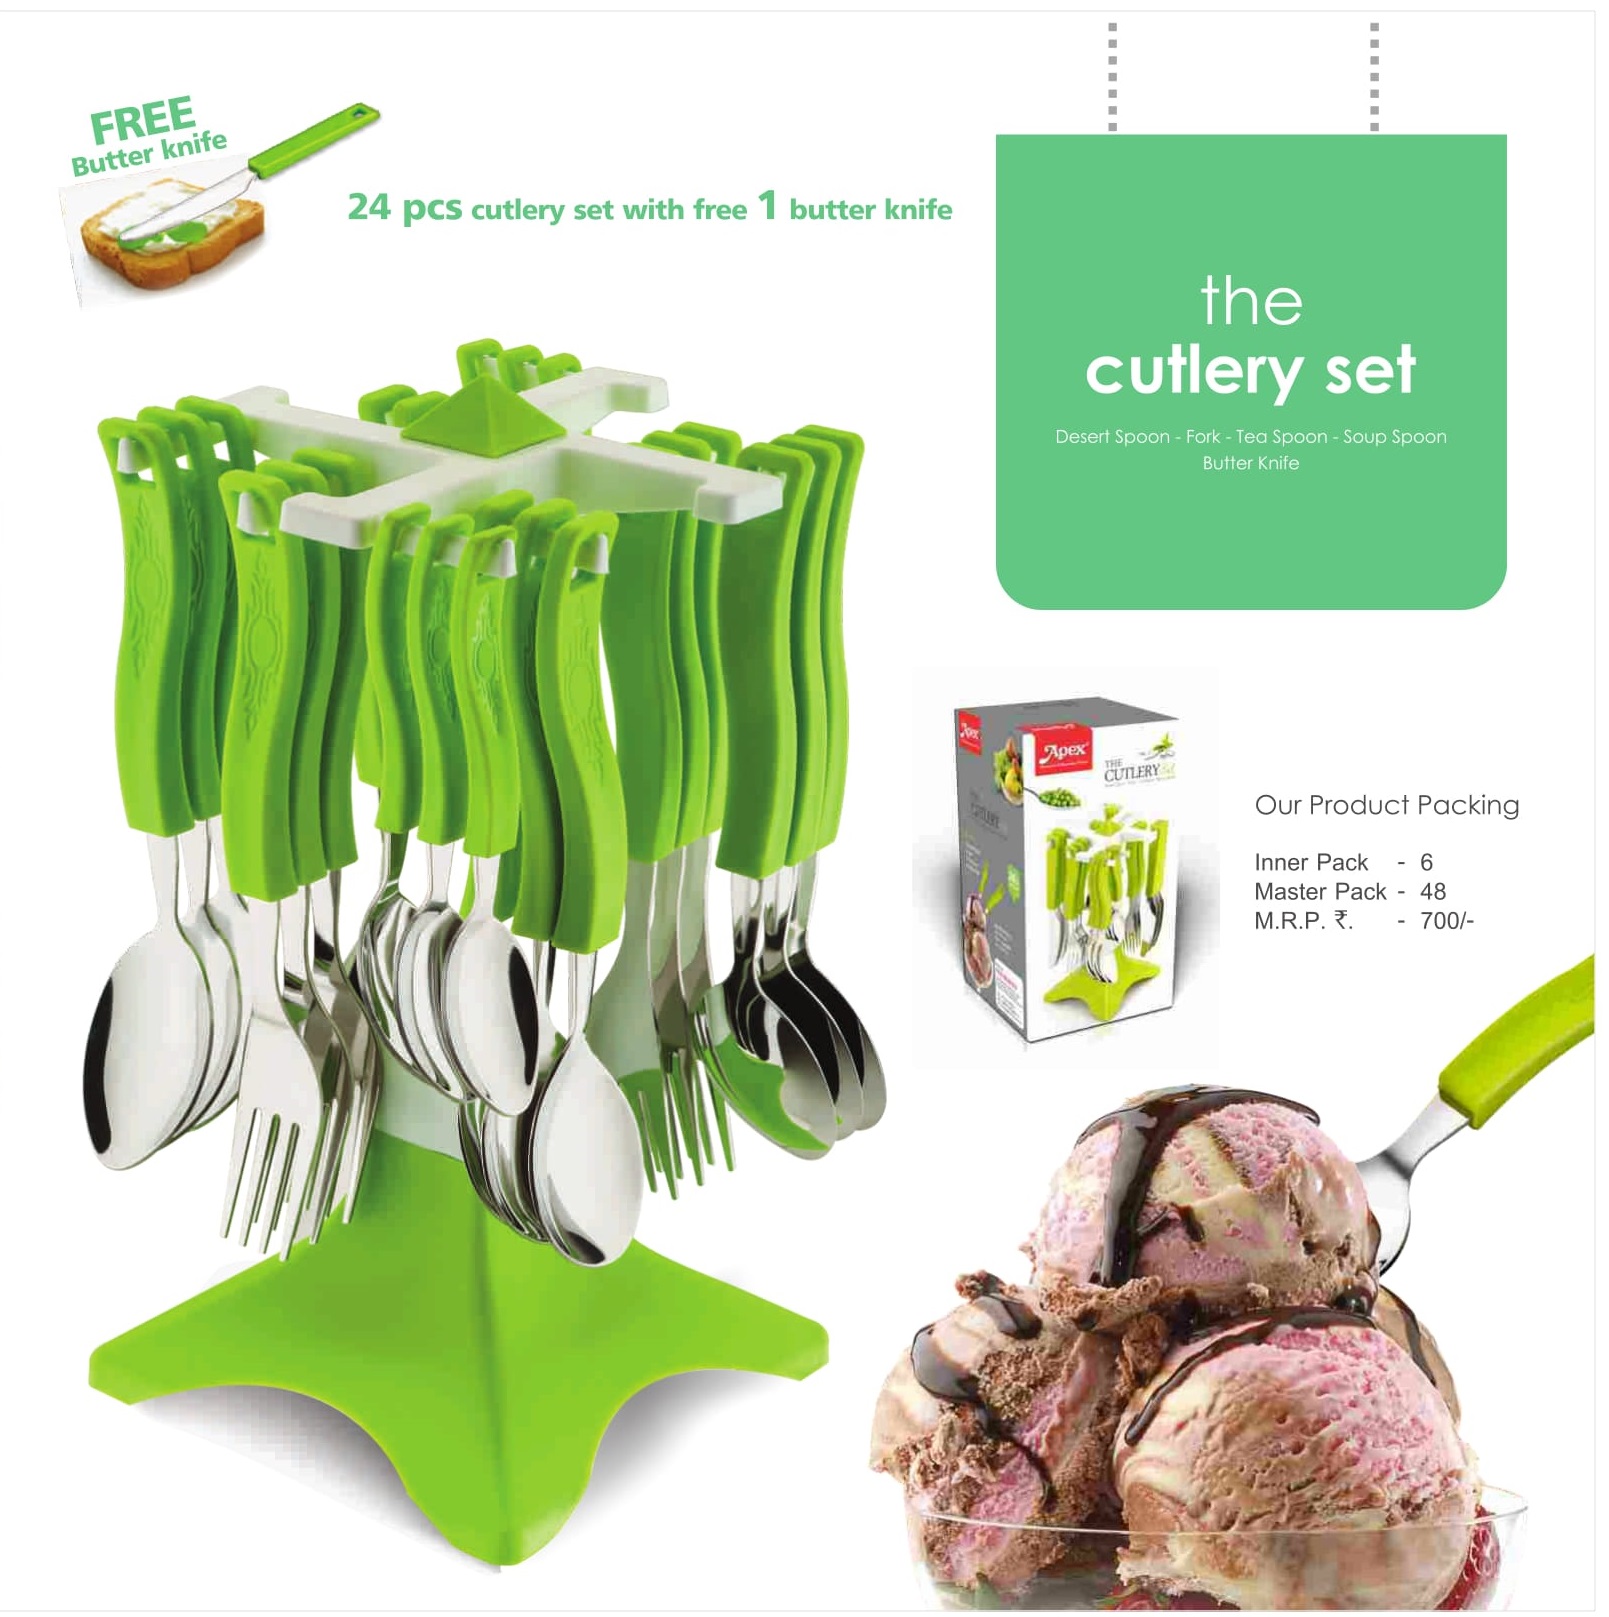 FREE
Butter knife
24 pcs cutlery set with free 1 butter knife
the
cutlery set
Desert Spoon - Fork - Tea Spoon - Soup Spoon
Butter Knife
Apex
Apex
THE
CUTLERY
Our Product Packing
Inner Pack - 6
Master Pack - 48
M.R.P. ₹. - 700/-